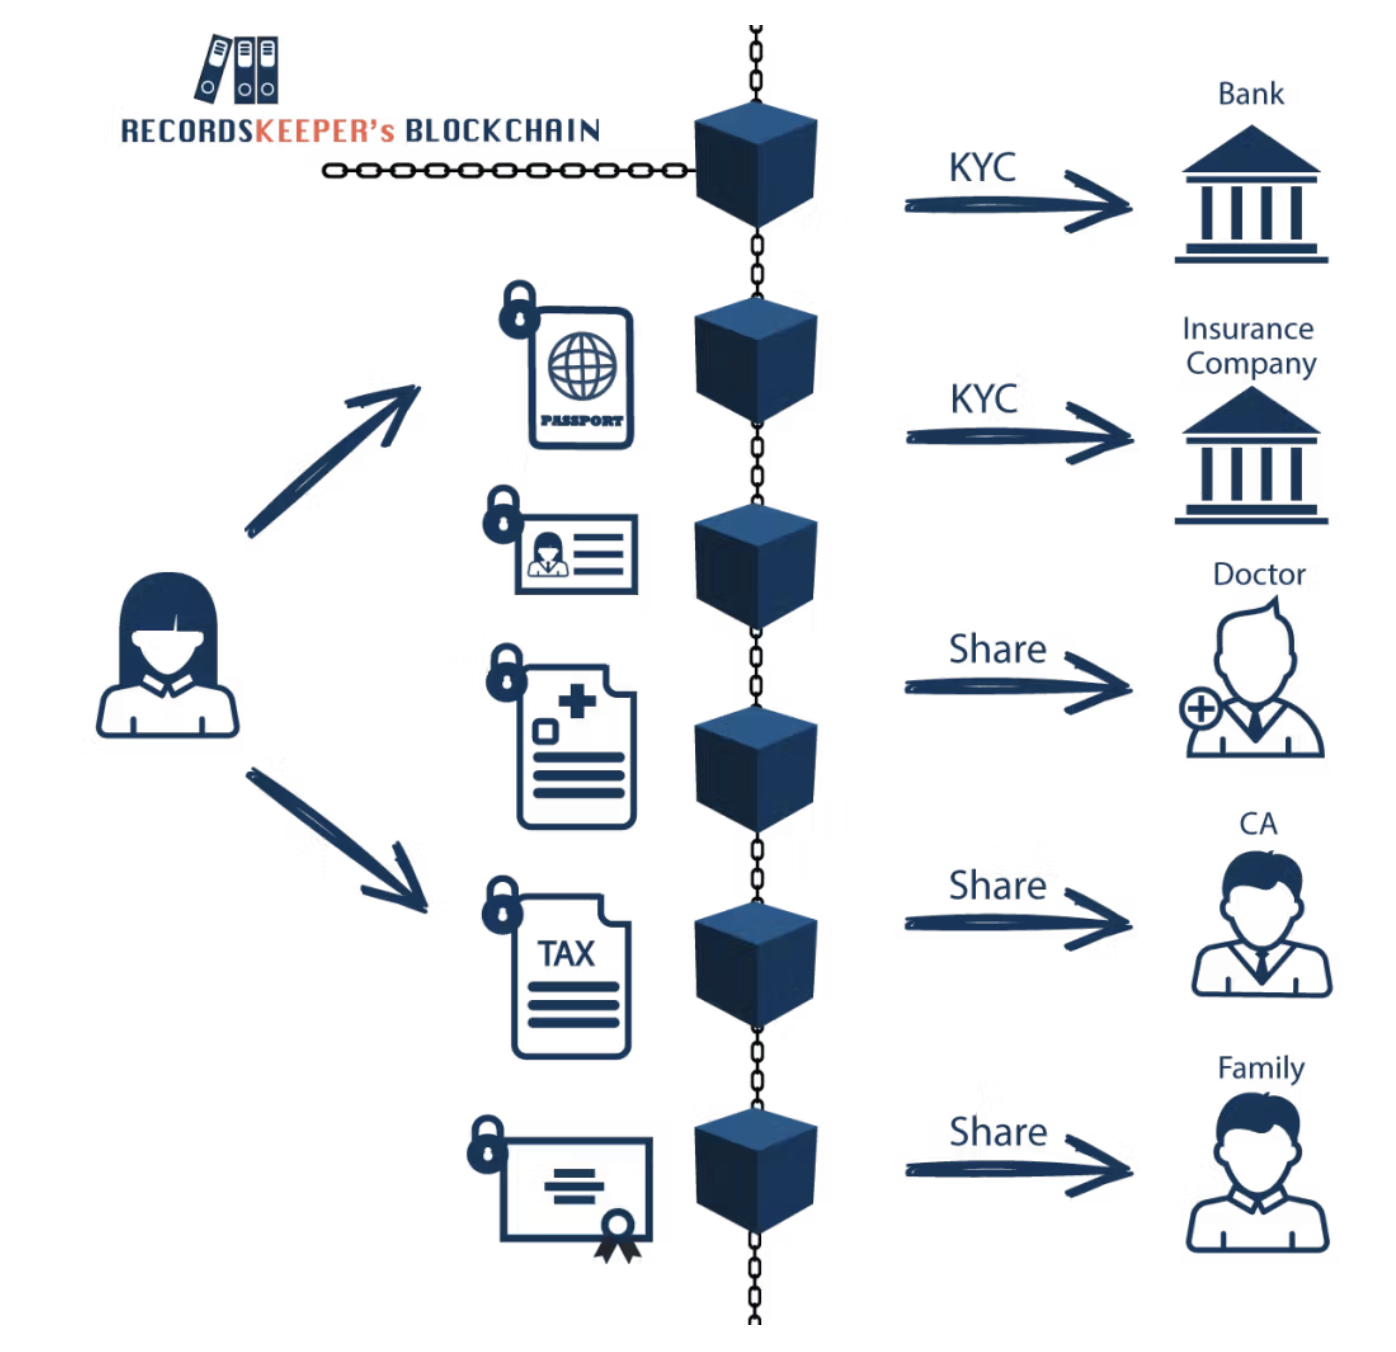 RECORDSKEEPER's BLOCKCHAIN
Bank
KYC
PASSPORT
Insurance
Company
KYC
Doctor
Share
CA
Share
TAX
Family
Share